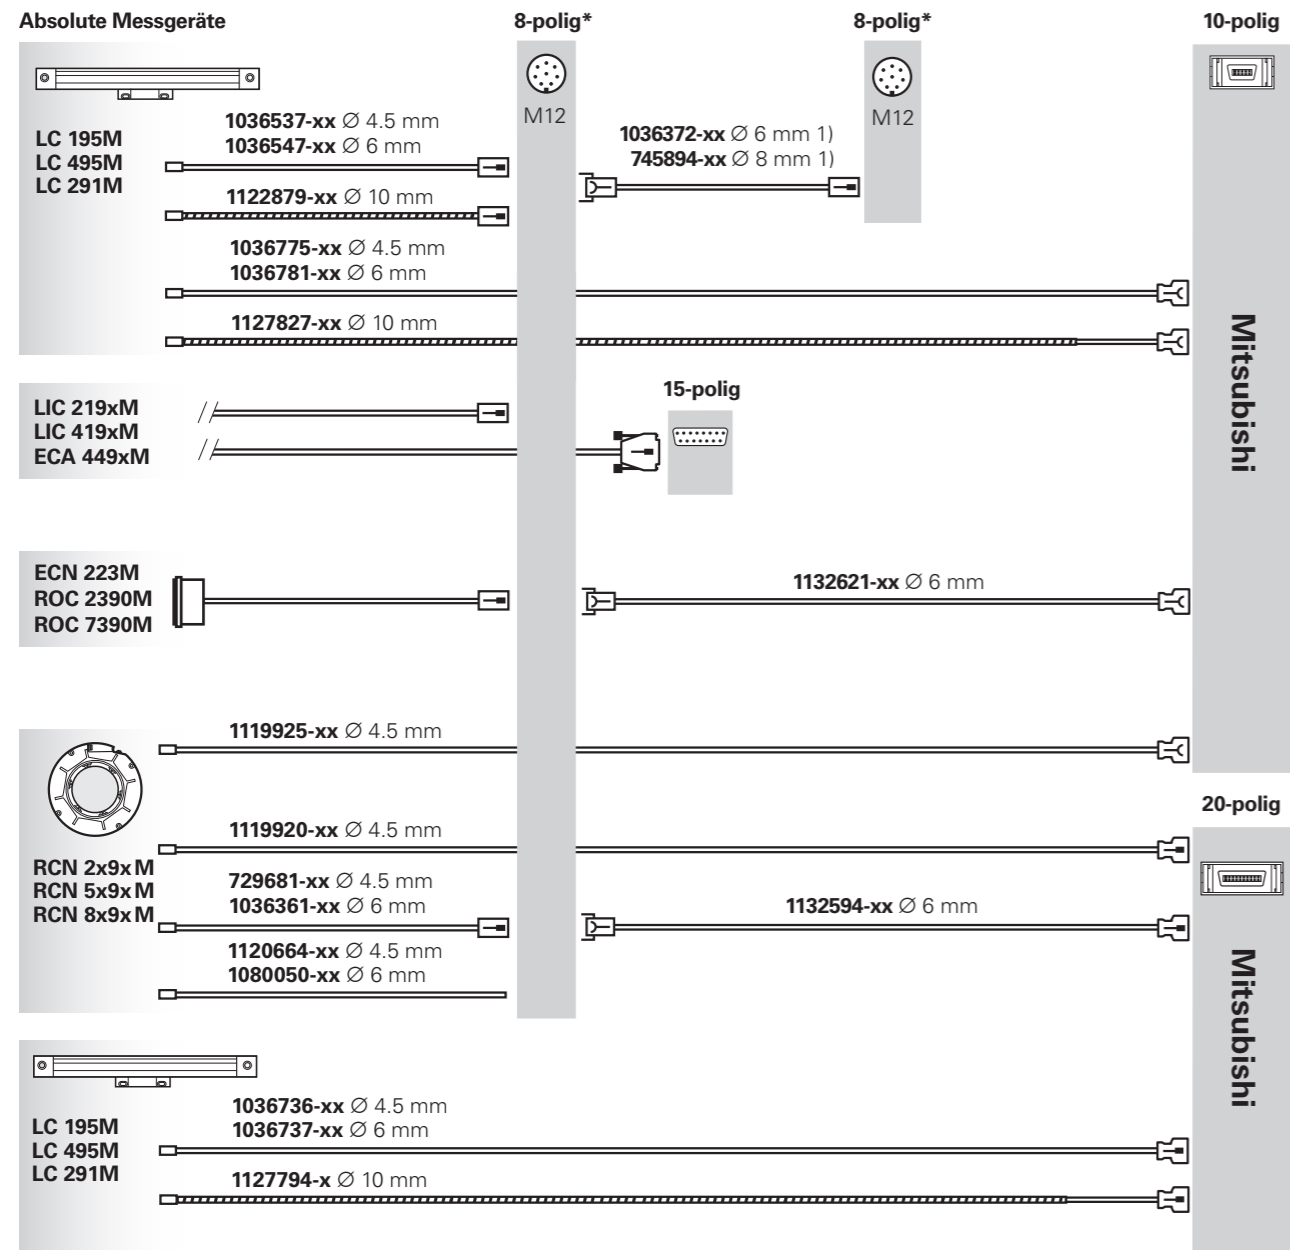 Absolute Messgeräte
8-polig*
8-polig*
10-polig
M12
M12
LC 195M
LC 495M
LC 291M
1036537-xx Ø 4.5 mm
1036547-xx Ø 6 mm
1036372-xx Ø 6 mm 1)
745894-xx Ø 8 mm 1)
1122879-xx Ø 10 mm
1036775-xx Ø 4.5 mm
1036781-xx Ø 6 mm
1127827-xx Ø 10 mm
Mitsubishi
LIC 219xM
LIC 419xM
ECA 449xM
15-polig
ECN 223M
ROC 2390M
ROC 7390M
1132621-xx Ø 6 mm
1119925-xx Ø 4.5 mm
20-polig
1119920-xx Ø 4.5 mm
RCN 2x9x M
RCN 5x9x M
RCN 8x9x M
729681-xx Ø 4.5 mm
1036361-xx Ø 6 mm
1132594-xx Ø 6 mm
1120664-xx Ø 4.5 mm
1080050-xx Ø 6 mm
Mitsubishi
LC 195M
LC 495M
LC 291M
1036736-xx Ø 4.5 mm
1036737-xx Ø 6 mm
1127794-x Ø 10 mm